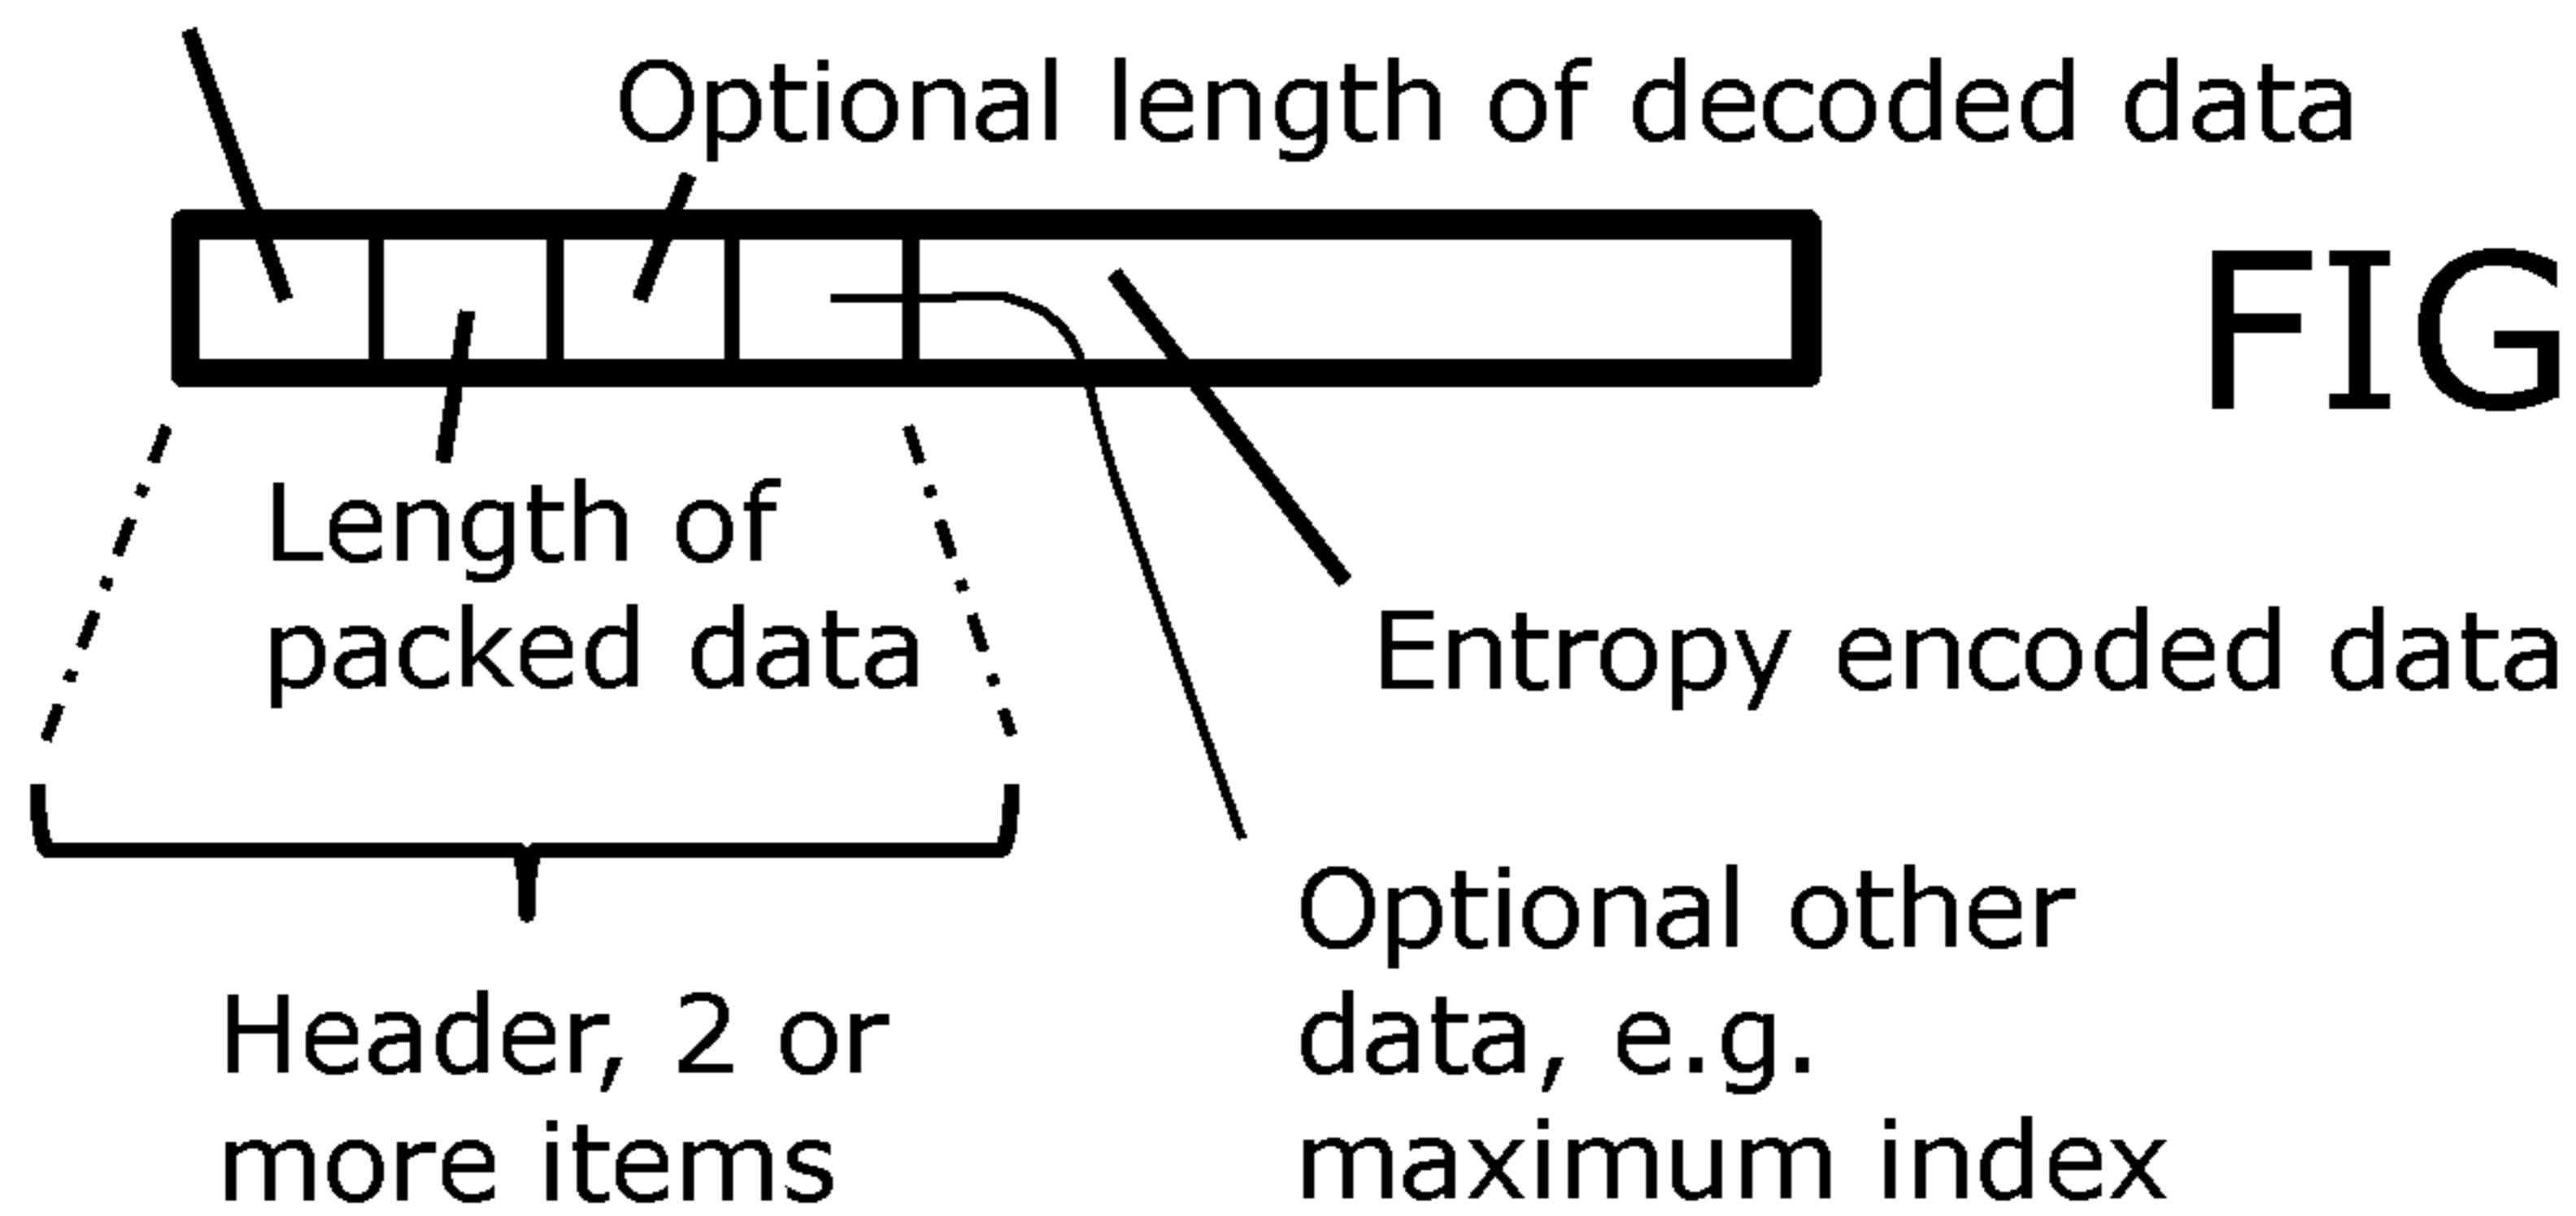 Optional length of decoded data
FIG
Length of
packed data
Entropy encoded data
Optional other
data, e.g.
maximum index
Header, 2 or
more items